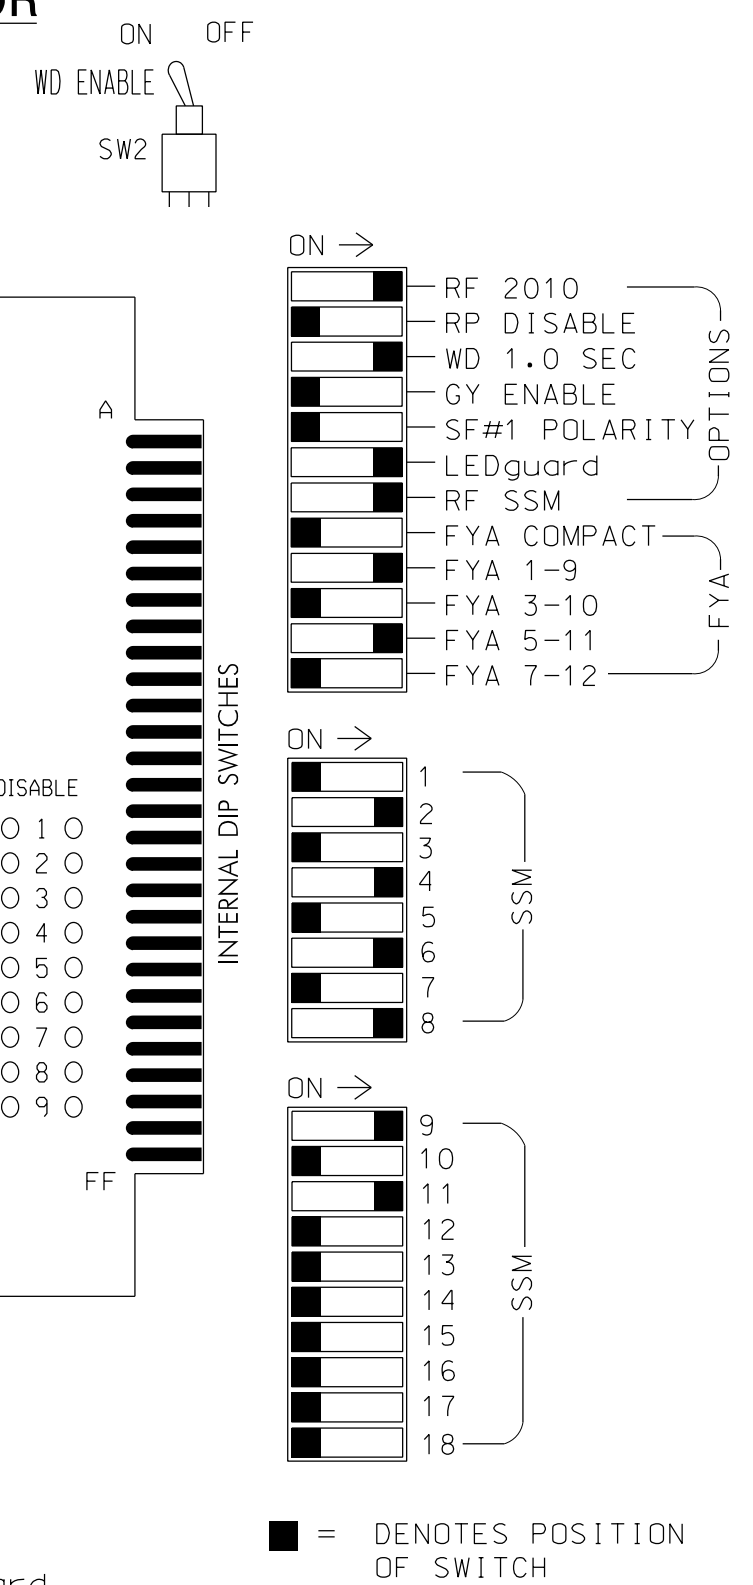 ON OFF
WD ENABLE
SW2
ON
RF 2010
RP DISABLE
WD 1.0 SEC
GY ENABLE
SF#1 POLARITY
LEDguard
RF SSM
OPTIONS
FYA COMPACT
FYA 1-9
FYA 3-10
FYA 5-11
FYA 7-12
FYA
A
FF
INTERNAL DIP SWITCHES
DISABLE
1
2
3
4
5
6
7
8
9
ON
1
2
3
4
5
6
7
8
SSM
ON
9
10
11
12
13
14
15
16
17
18
SSM
= DENOTES POSITION
OF SWITCH